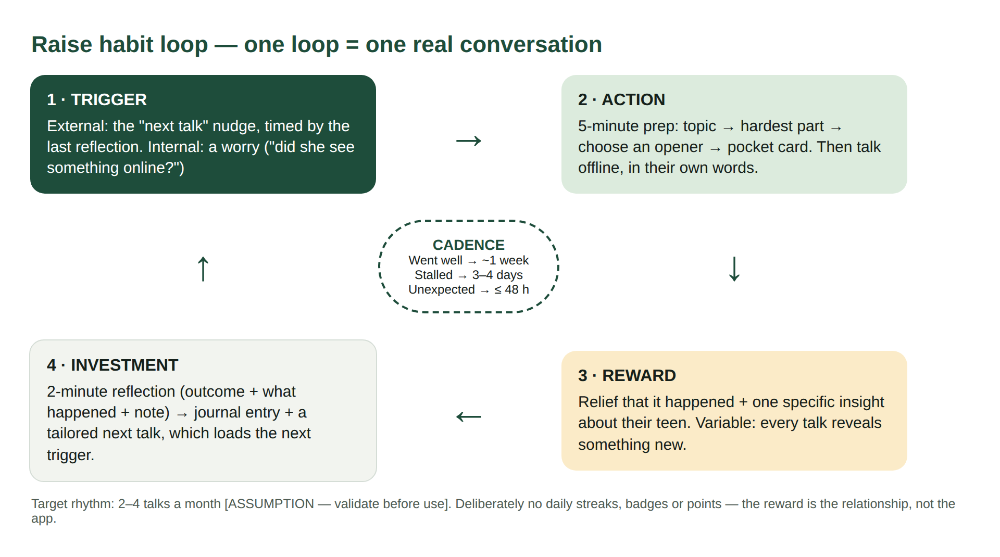 Raise habit loop — one loop = one real conversation
1 · TRIGGER
External: the "next talk" nudge, timed by the
last reflection. Internal: a worry ("did she see
something online?")
→
2 · ACTION
5-minute prep: topic → hardest part →
choose an opener → pocket card. Then talk
offline, in their own words.
↑
CADENCE
Went well → ~1 week
Stalled → 3–4 days
Unexpected → ≤ 48 h
↓
4 · INVESTMENT
2-minute reflection (outcome + what
happened + note) → journal entry + a
tailored next talk, which loads the next
trigger.
←
3 · REWARD
Relief that it happened + one specific insight
about their teen. Variable: every talk reveals
something new.
Target rhythm: 2–4 talks a month [ASSUMPTION — validate before use]. Deliberately no daily streaks, badges or points — the reward is the relationship, not the
app.